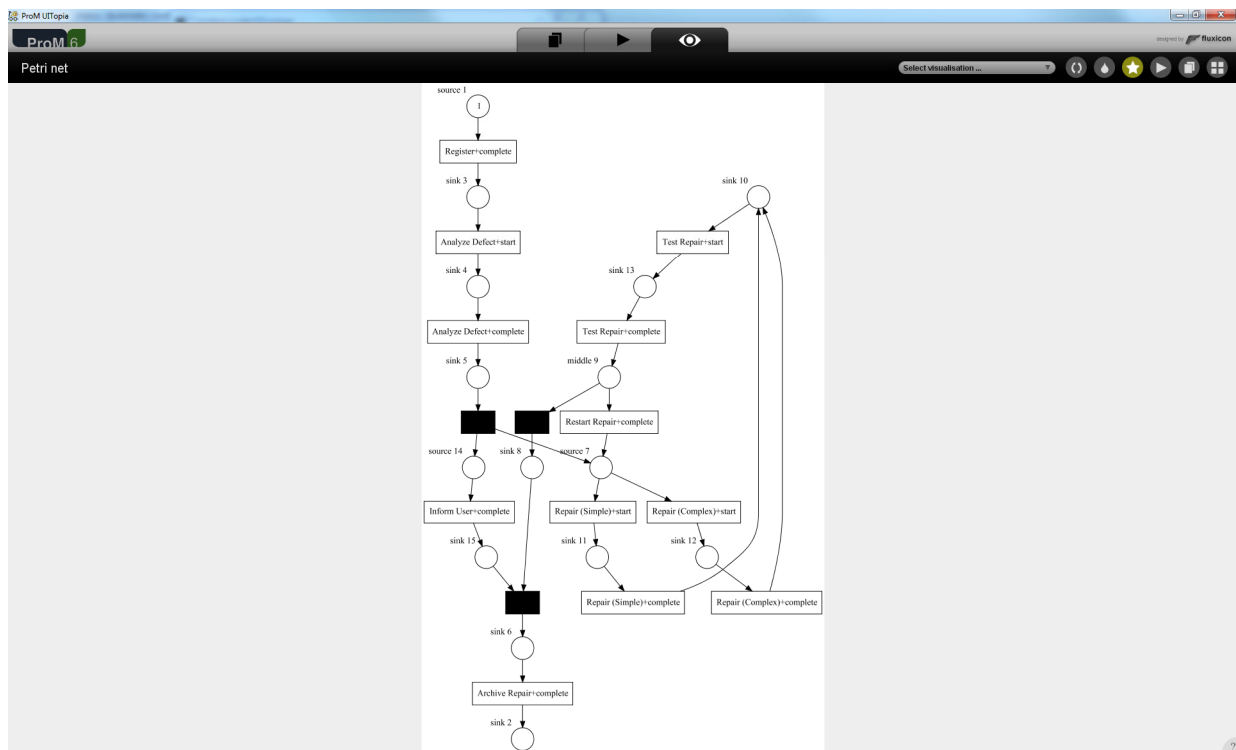 ProM UITopia
ProM 6
designed by fluxicon
Petri net
Select visualisation ...
source 1
1
Register+complete
sink 3
sink 10
Analyze Defect+start
Test Repair+start
sink 4
sink 13
Analyze Defect+complete
Test Repair+complete
sink 5
middle 9
Restart Repair+complete
source 14
sink 8
source 7
Inform User+complete
Repair (Simple)+start
Repair (Complex)+start
sink 15
sink 11
sink 12
Repair (Simple)+complete
Repair (Complex)+complete
sink 6
Archive Repair+complete
sink 2
?